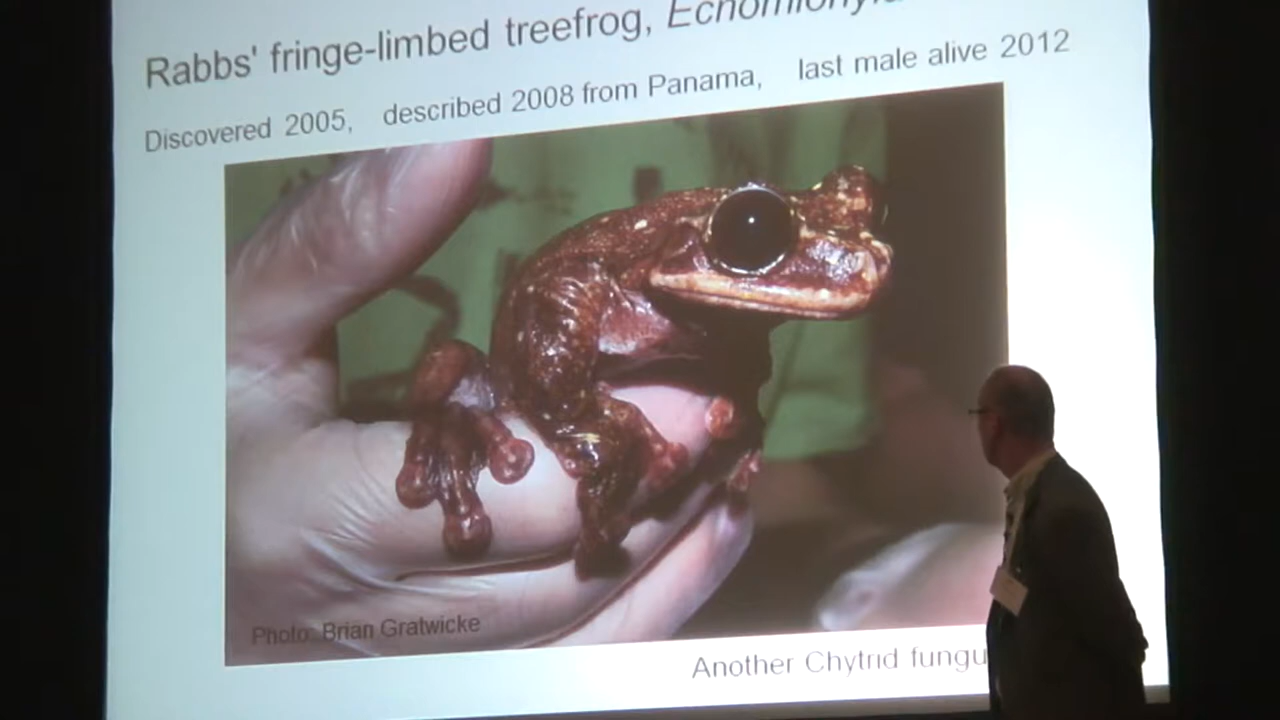 Rabbs' fringe-limbed treefrog,
Discovered 2005, described 2008 from Panama, last male alive 2012
Photo: Brian Gratwicke
Another Chytrid